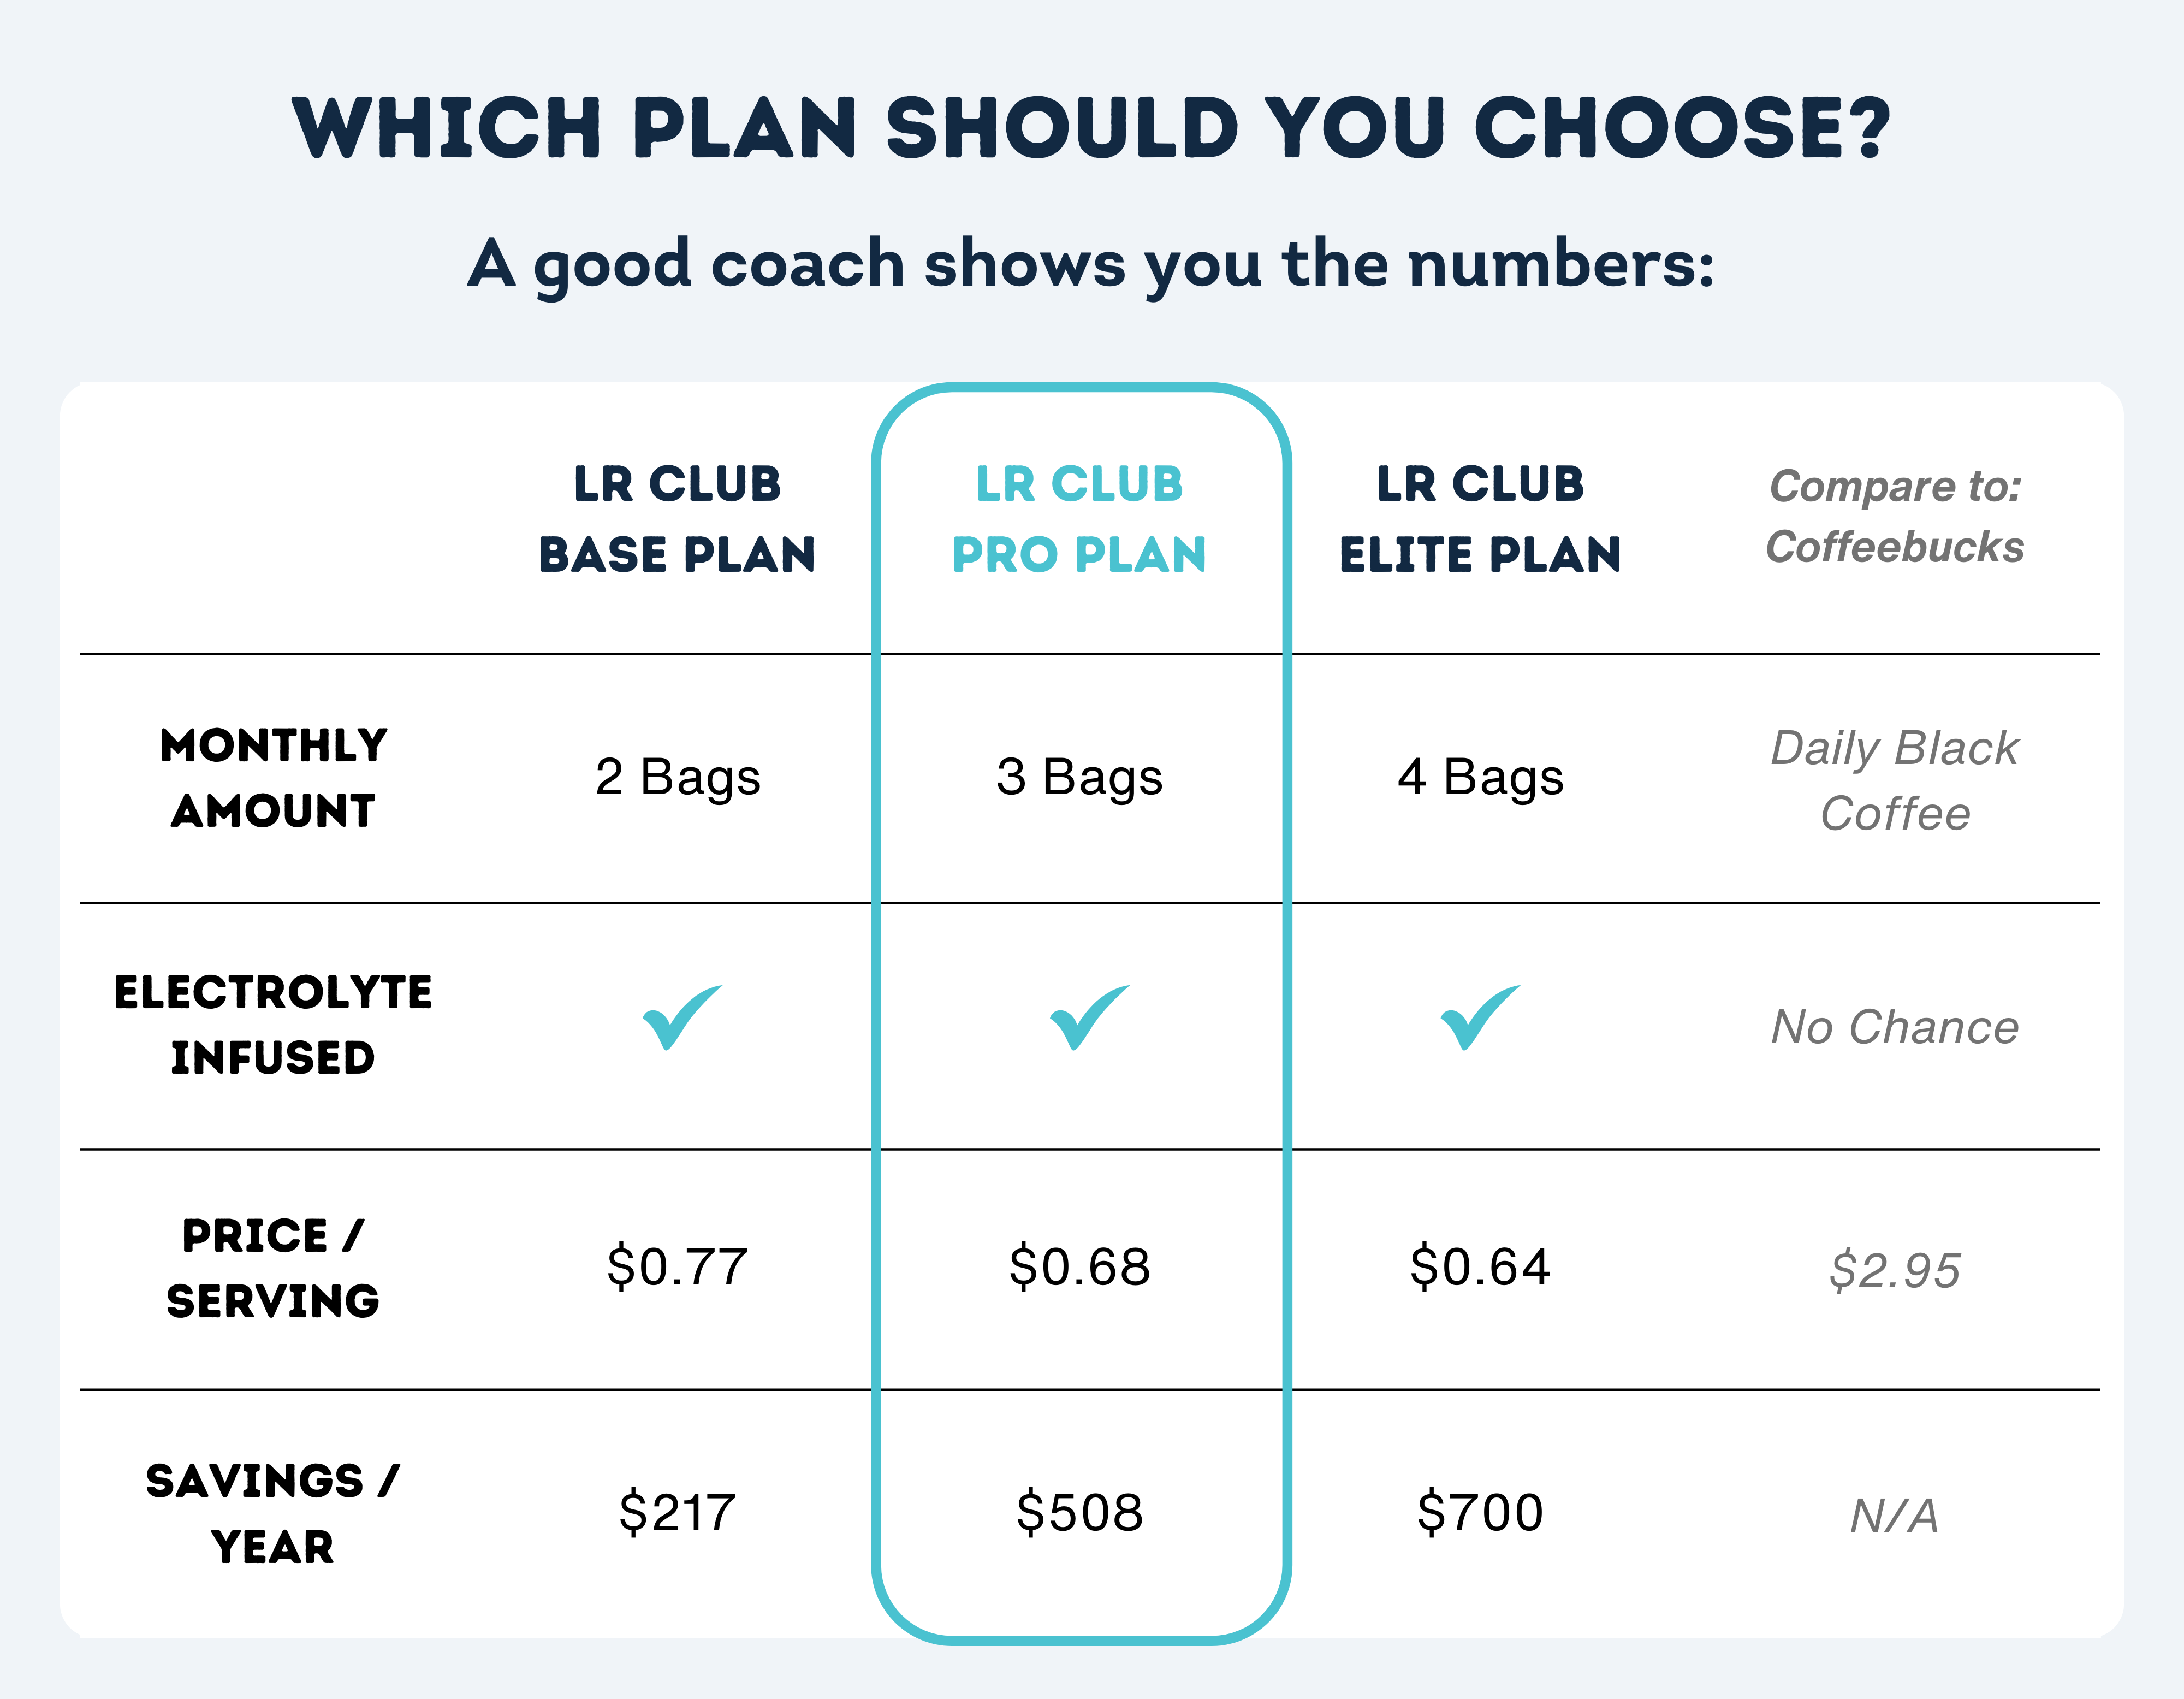 WHICH PLAN SHOULD YOU CHOOSE?
A good coach shows you the numbers:
LR CLUB
BASE PLAN
LR CLUB
PRO PLAN
LR CLUB
ELITE PLAN
Compare to:
Coffeebucks
MONTHLY
AMOUNT
2 Bags
3 Bags
4 Bags
Daily Black
Coffee
ELECTROLYTE
INFUSED
No Chance
PRICE /
SERVING
$0.77
$0.68
$0.64
$2.95
SAVINGS /
YEAR
$217
$508
$700
N/A